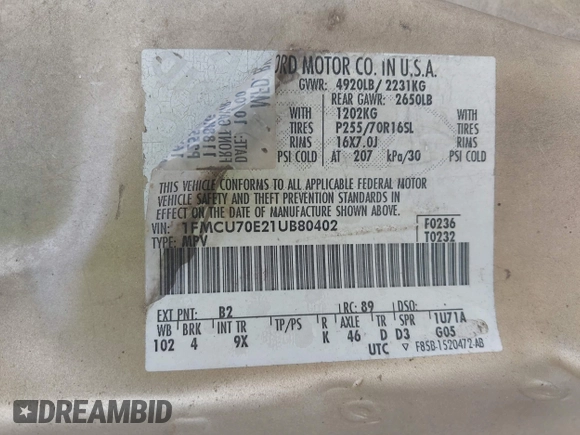 ORD MOTOR CO. IN U.S.A.
GVWR: 4920LB/ 2231KG
REAR GAWR: 2650LB
WITH 1202KG
TIRES P255/70R16SL
RIMS 16X7.0J
PSI COLD AT 207 kPa/30 PSI COLD
WITH
TIRES
RIMS
THIS VEHICLE CONFORMS TO ALL APPLICABLE FEDERAL MOTOR
VEHICLE SAFETY AND THEFT PREVENTION STANDARDS IN
EFFECT ON THE DATE OF MANUFACTURE SHOWN ABOVE.
VIN: 1FMCU70E21UB80402
TYPE: MPV
F0236
T0232
EXT PNT: B2 RC: 89 DSO:
WB BRK INT TR TP/PS R AXLE TR SPR 1U71A
102 4 9X K 46 D D3 G05
UTC F85B-1520472-AB
DREAMBID